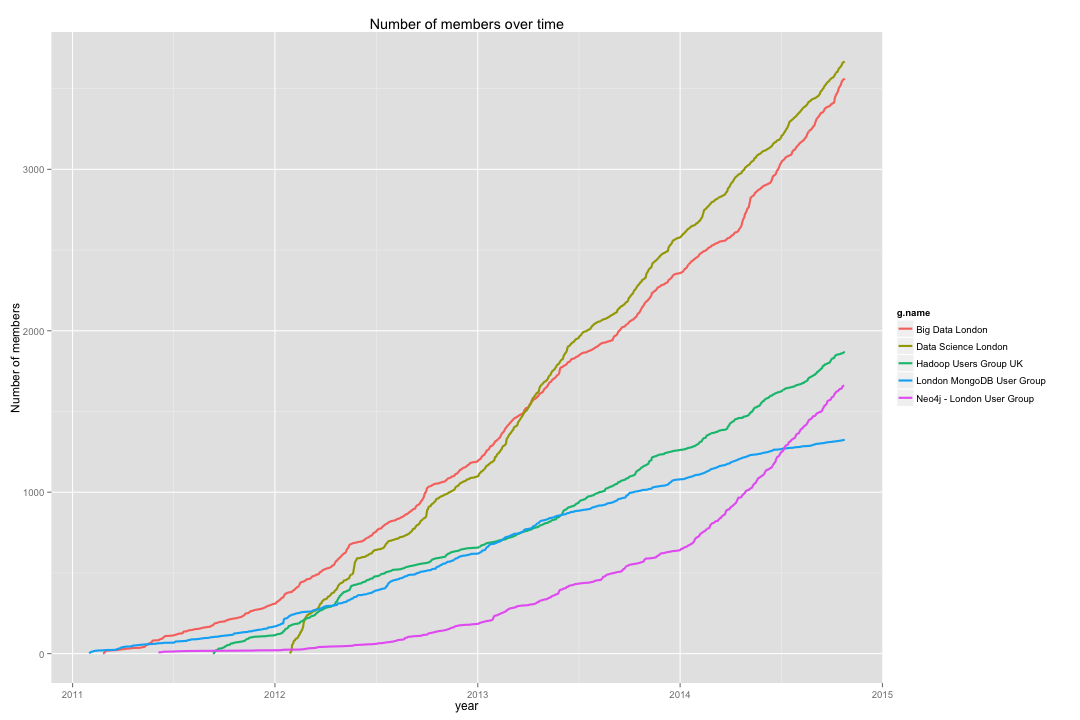 Number of members over time
Number of members
3000
2000
1000
0
2011
2012
2013
2014
2015
year
g.name
Big Data London
Data Science London
Hadoop Users Group UK
London MongoDB User Group
Neo4j - London User Group